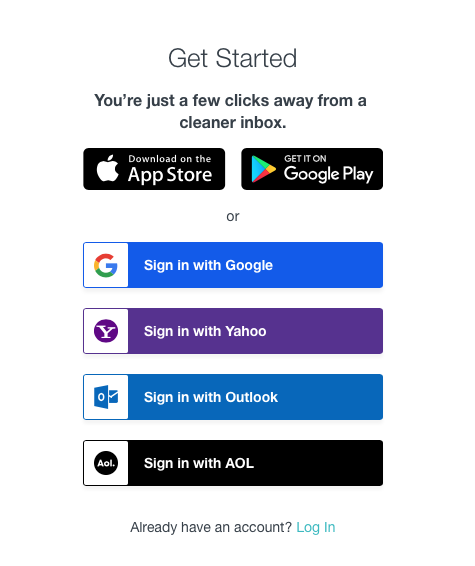 Get Started
You’re just a few clicks away from a
cleaner inbox.
Download on the
App Store
GET IT ON
Google Play
or
Sign in with Google
Sign in with Yahoo
Sign in with Outlook
Aol.
Sign in with AOL
Already have an account? Log In